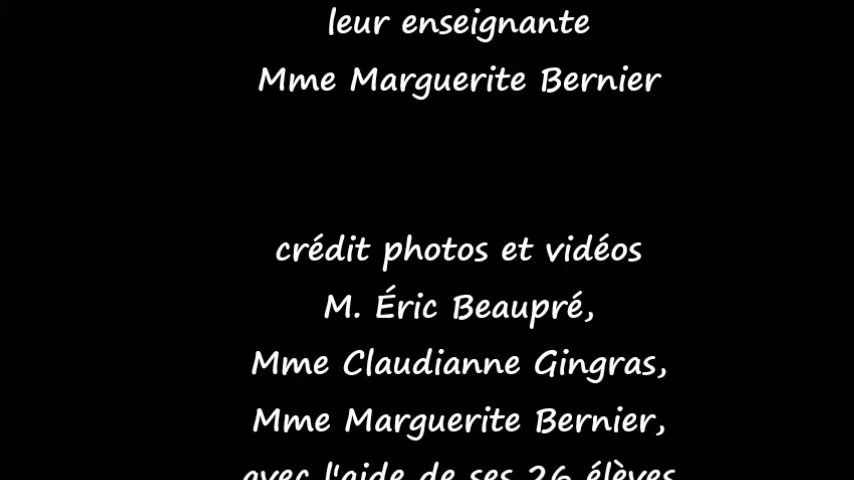 leur enseignante
Mme Marguerite Bernier
crédit photos et vidéos
M. Éric Beaupré,
Mme Claudianne Gingras,
Mme Marguerite Bernier,
avec l'aide de ses 26 élèves